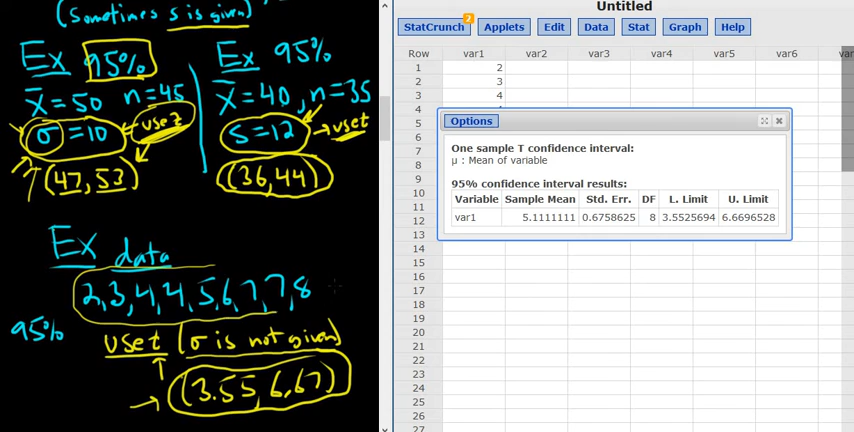 (Sometimes s is given)
Ex 95%
x̄ = 50 n = 45
σ = 10 use z
(47, 53)
Ex 95%
x̄ = 40, n = 35
s = 12 → use t
(36, 44)
Ex data
2, 3, 4, 4, 5, 6, 7, 7, 8
95%
use t (σ is not given)
(3.55, 6.67)
Untitled
2
StatCrunch Applets Edit Data Stat Graph Help
Row var1 var2 var3 var4 var5 var6
1 2
2 3
3 4
4
5
6
7
8
9
10
11
12
13
14
15
16
17
18
19
20
21
22
23
24
25
26
27
Options
One sample T confidence interval:
μ : Mean of variable
95% confidence interval results:
Variable Sample Mean Std. Err. DF L. Limit U. Limit
var1 5.1111111 0.6758625 8 3.5525694 6.6696528